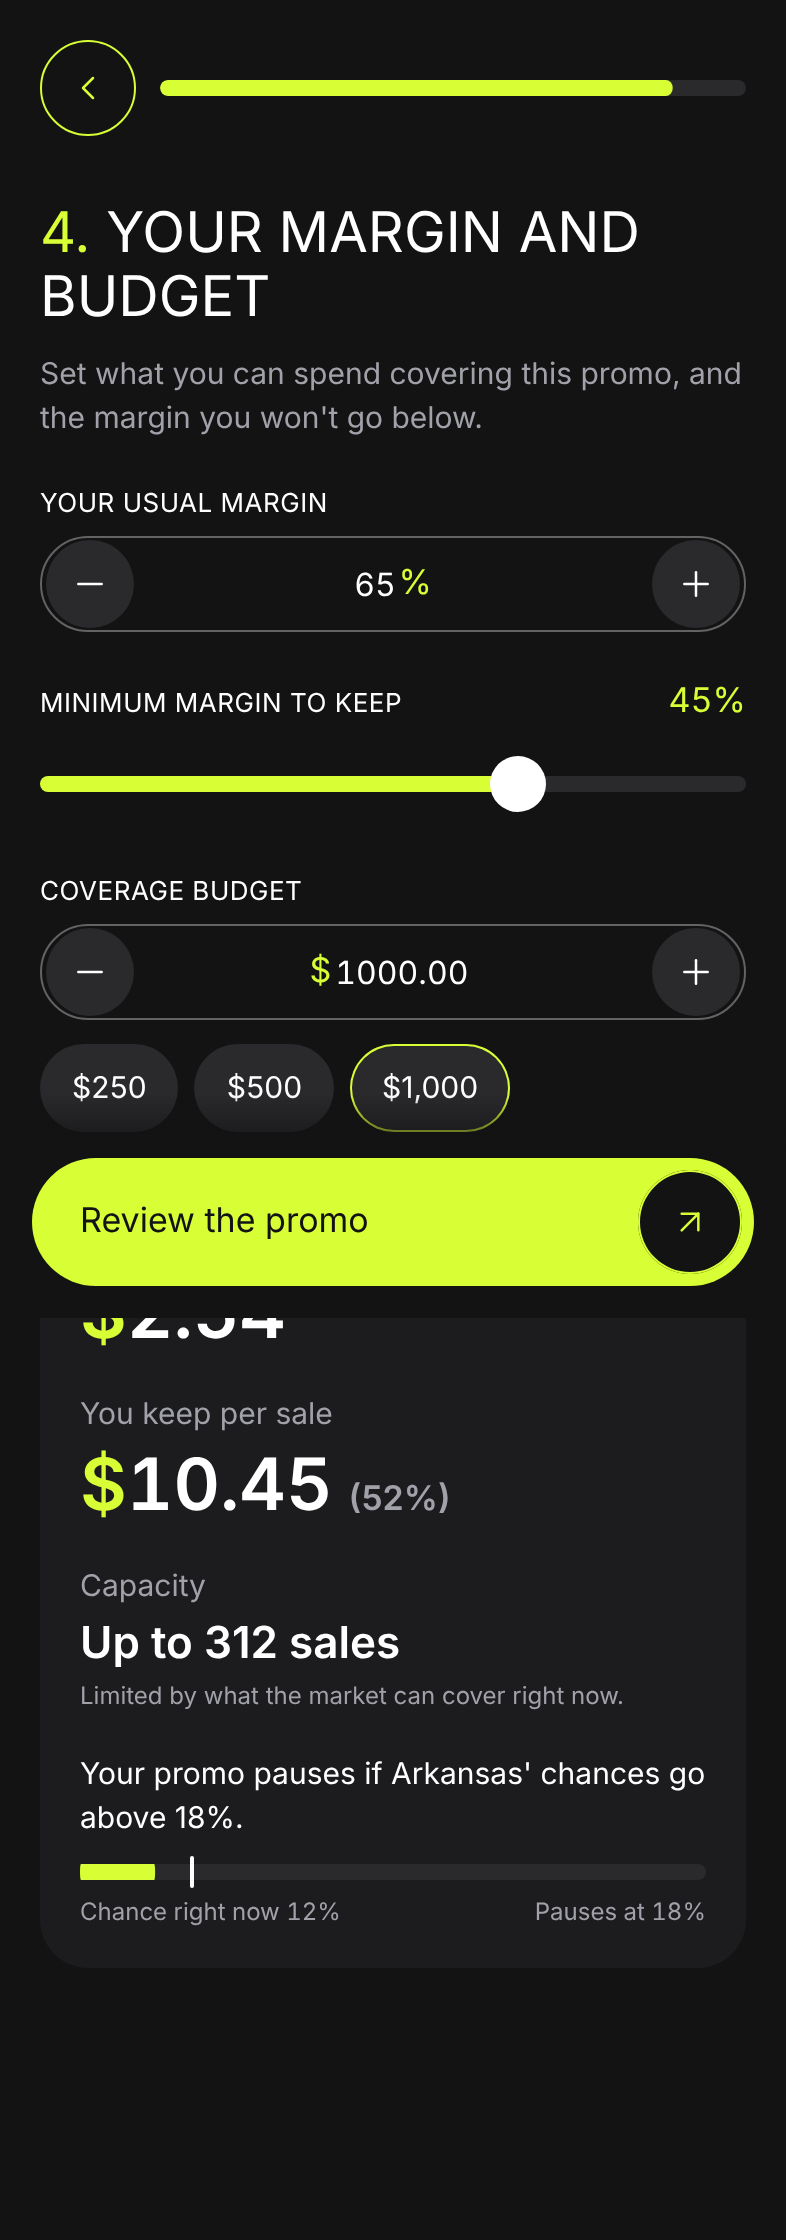 4. YOUR MARGIN AND
BUDGET
Set what you can spend covering this promo, and
the margin you won't go below.
YOUR USUAL MARGIN
65 %
MINIMUM MARGIN TO KEEP 45%
COVERAGE BUDGET
$ 1000.00
$250 $500 $1,000
Review the promo
You keep per sale
$10.45 (52%)
Capacity
Up to 312 sales
Limited by what the market can cover right now.
Your promo pauses if Arkansas' chances go
above 18%.
Chance right now 12% Pauses at 18%